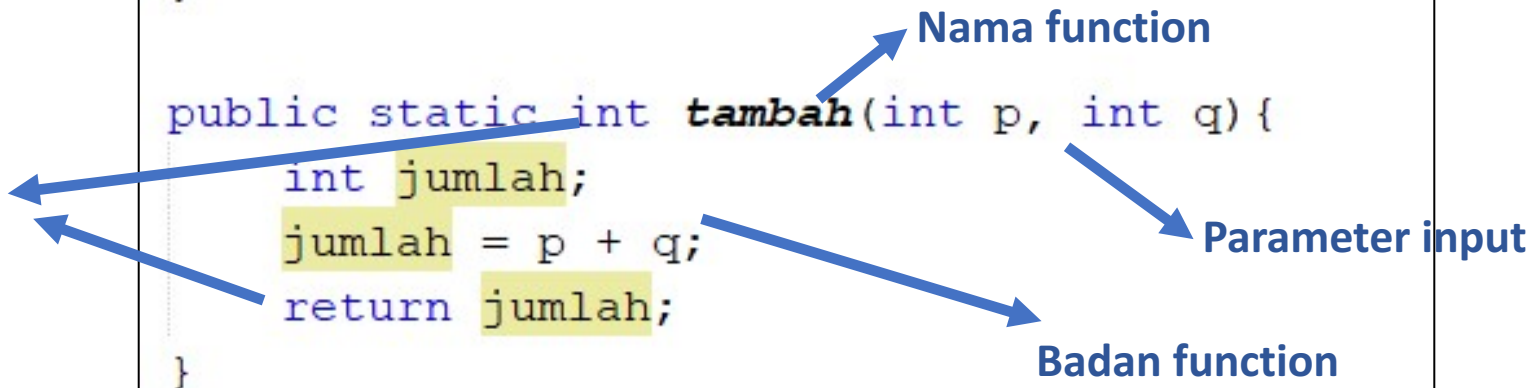 Nama function
public static int tambah(int p, int q){
int jumlah;
jumlah = p + q;
Parameter input
return jumlah;
Badan function
}